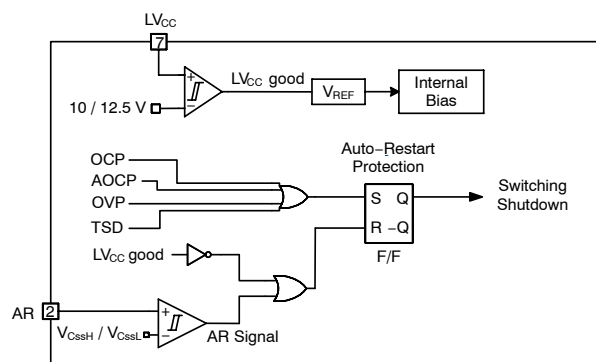 LVCC
7
+
−
10 / 12.5 V
LVCC good
VREF
Internal
Bias
OCP
AOCP
OVP
TSD
Auto−Restart
Protection
S Q
R −Q
F/F
Switching
Shutdown
LVCC good
AR 2
+
−
VCssH / VCssL
AR Signal